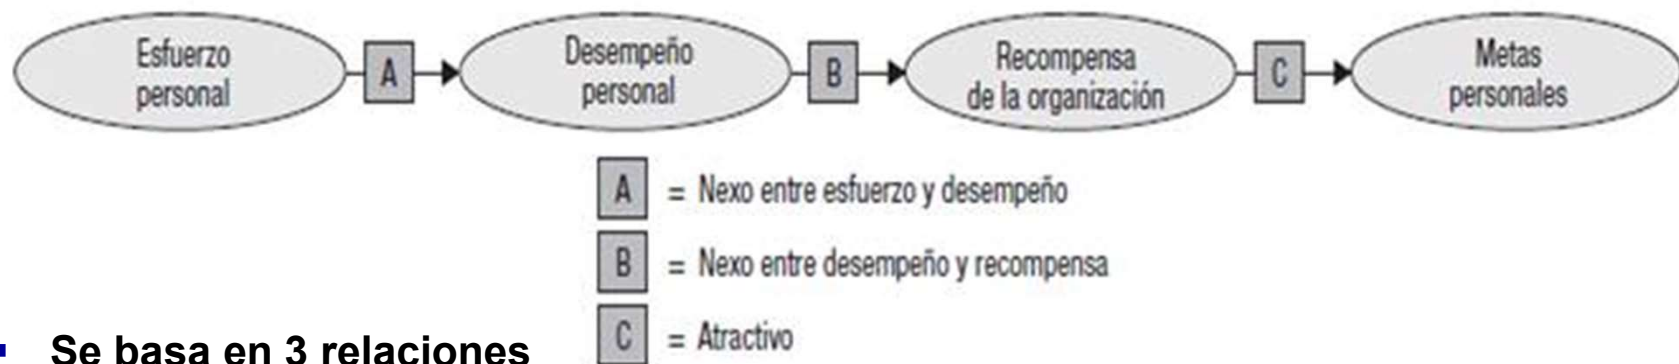 Esfuerzo
personal
A
Desempeño
personal
B
Recompensa
de la organización
C
Metas
personales
A = Nexo entre esfuerzo y desempeño
B = Nexo entre desempeño y recompensa
C = Atractivo
Se basa en 3 relaciones